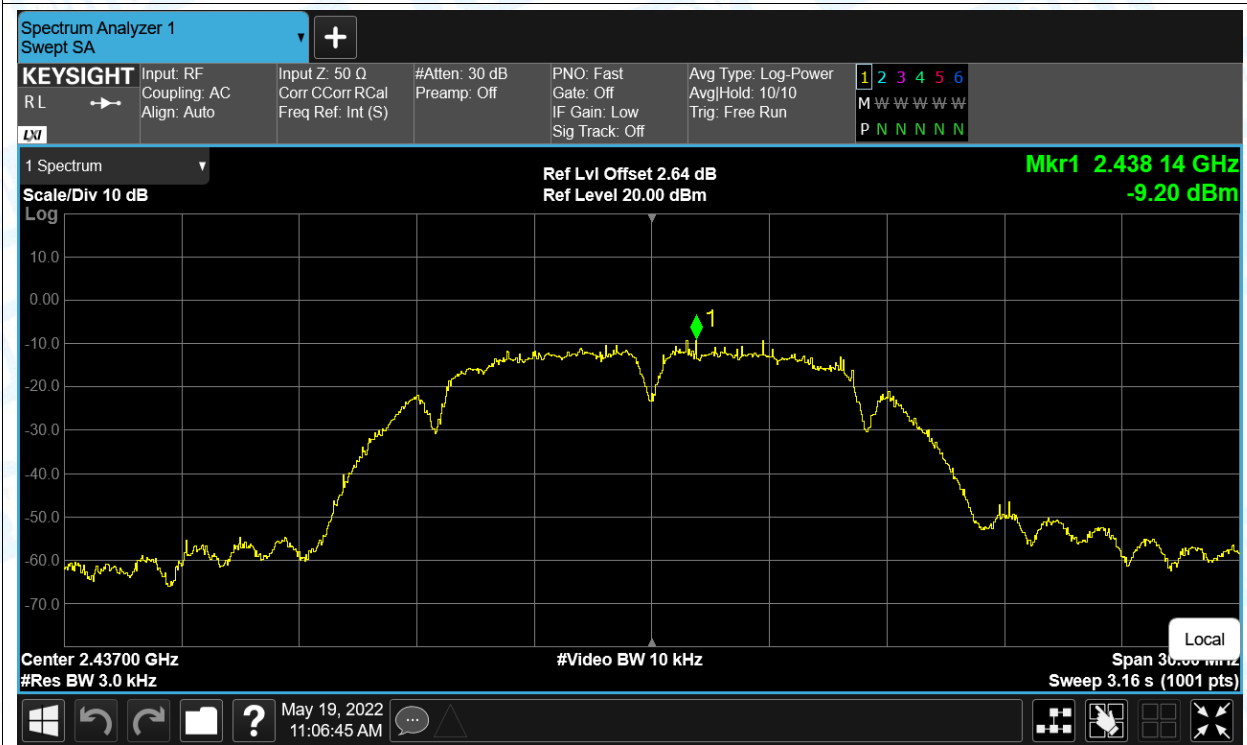 Spectrum Analyzer 1
Swept SA
▼
+
KEYSIGHT
R L
LXI
Input: RF
Coupling: AC
Align: Auto
Input Z: 50 Ω
Corr CCorr RCal
Freq Ref: Int (S)
#Atten: 30 dB
Preamp: Off
PNO: Fast
Gate: Off
IF Gain: Low
Sig Track: Off
Avg Type: Log-Power
Avg|Hold: 10/10
Trig: Free Run
1 2 3 4 5 6
M W W W W W
P N N N N N
1 Spectrum ▼
Scale/Div 10 dB
Log
Ref Lvl Offset 2.64 dB
Ref Level 20.00 dBm
Mkr1 2.438 14 GHz
-9.20 dBm
10.0
0.00
-10.0
-20.0
-30.0
-40.0
-50.0
-60.0
-70.0
1
Local
Center 2.43700 GHz
#Res BW 3.0 kHz
#Video BW 10 kHz
Span 30.00 MHz
Sweep 3.16 s (1001 pts)
?
May 19, 2022
11:06:45 AM